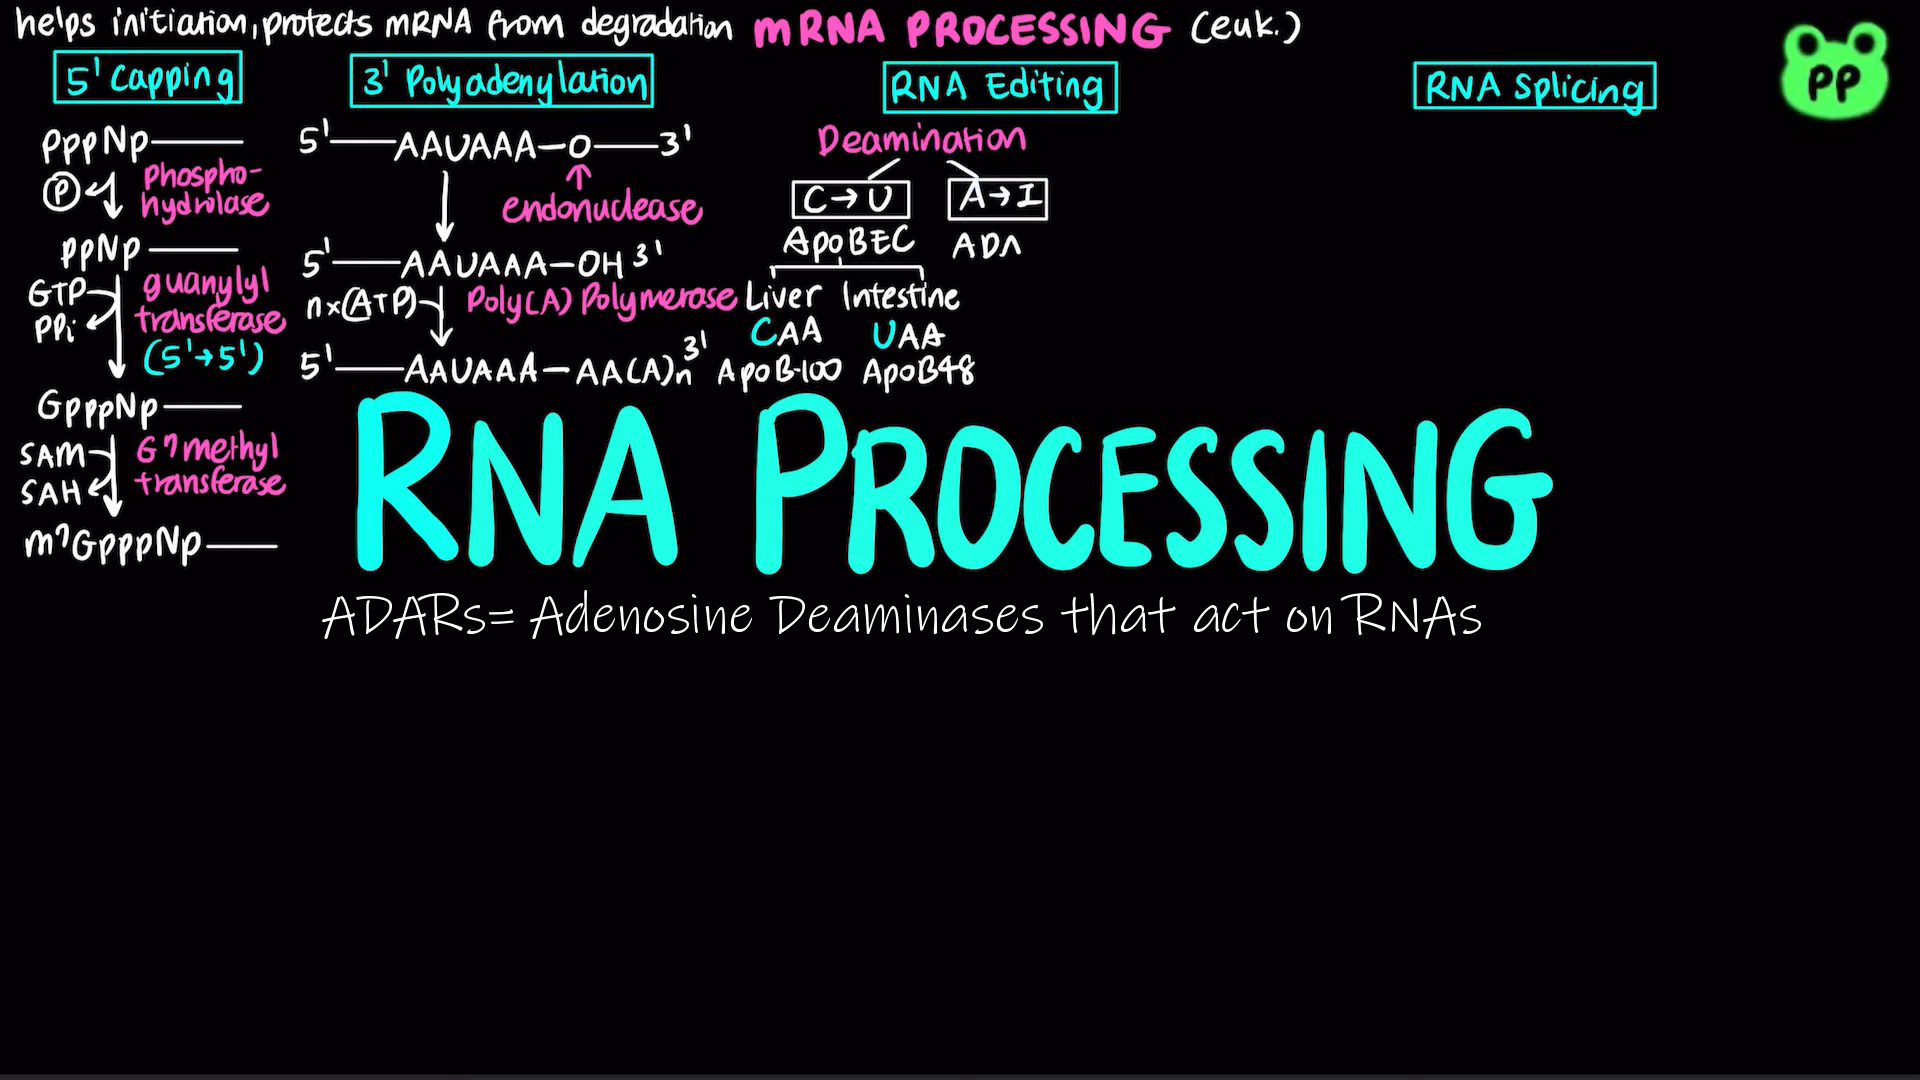 helps initiation, protects mRNA from degradation mRNA PROCESSING (euk.)
PP
5' Capping
pppNp
P
Phospho-
hydrolase
ppNp
GTP
PPi
guanylyl
transferase
(5'→5')
GpppNp
SAM
SAH
G7 methyl
transferase
m7GpppNp
3' Polyadenylation
5' AAUAAA-O 3'
endonuclease
5' AAUAAA-OH 3'
nx(ATP)
Poly(A) Polymerase
5' AAUAAA-AA(A)n 3'
RNA Editing
Deamination
C→U
A→I
ApoBEC
ADA
Liver Intestine
CAA UAA
ApoB-100 ApoB48
RNA Splicing
RNA PROCESSING
ADARs= Adenosine Deaminases that act on RNAs